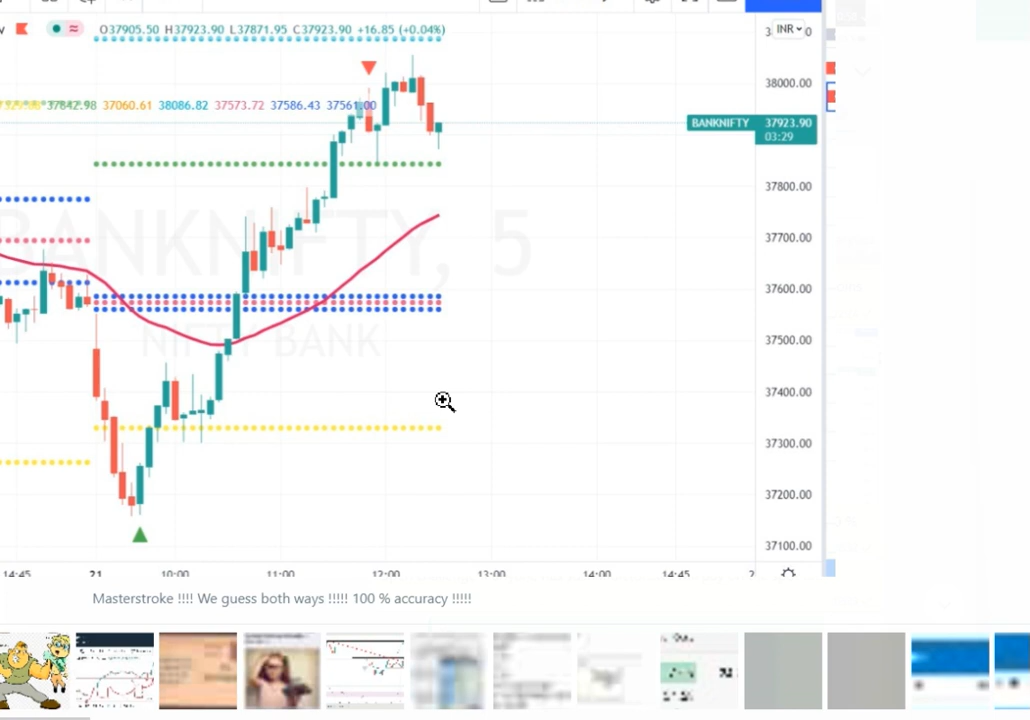 O37905.50 H37923.90 L37871.95 C37923.90 +16.85 (+0.04%)
INR
38000.00
37842.98 37060.61 38086.82 37573.72 37586.43 37561.00
BANKNIFTY 37923.90
03:29
37800.00
BANKNIFTY, 5
37700.00
37600.00
37500.00
NIFTY BANK
37400.00
37300.00
37200.00
37100.00
14:45 21 10:00 11:00 12:00 13:00 14:00 14:45
Masterstroke !!!! We guess both ways !!!!! 100 % accuracy !!!!!